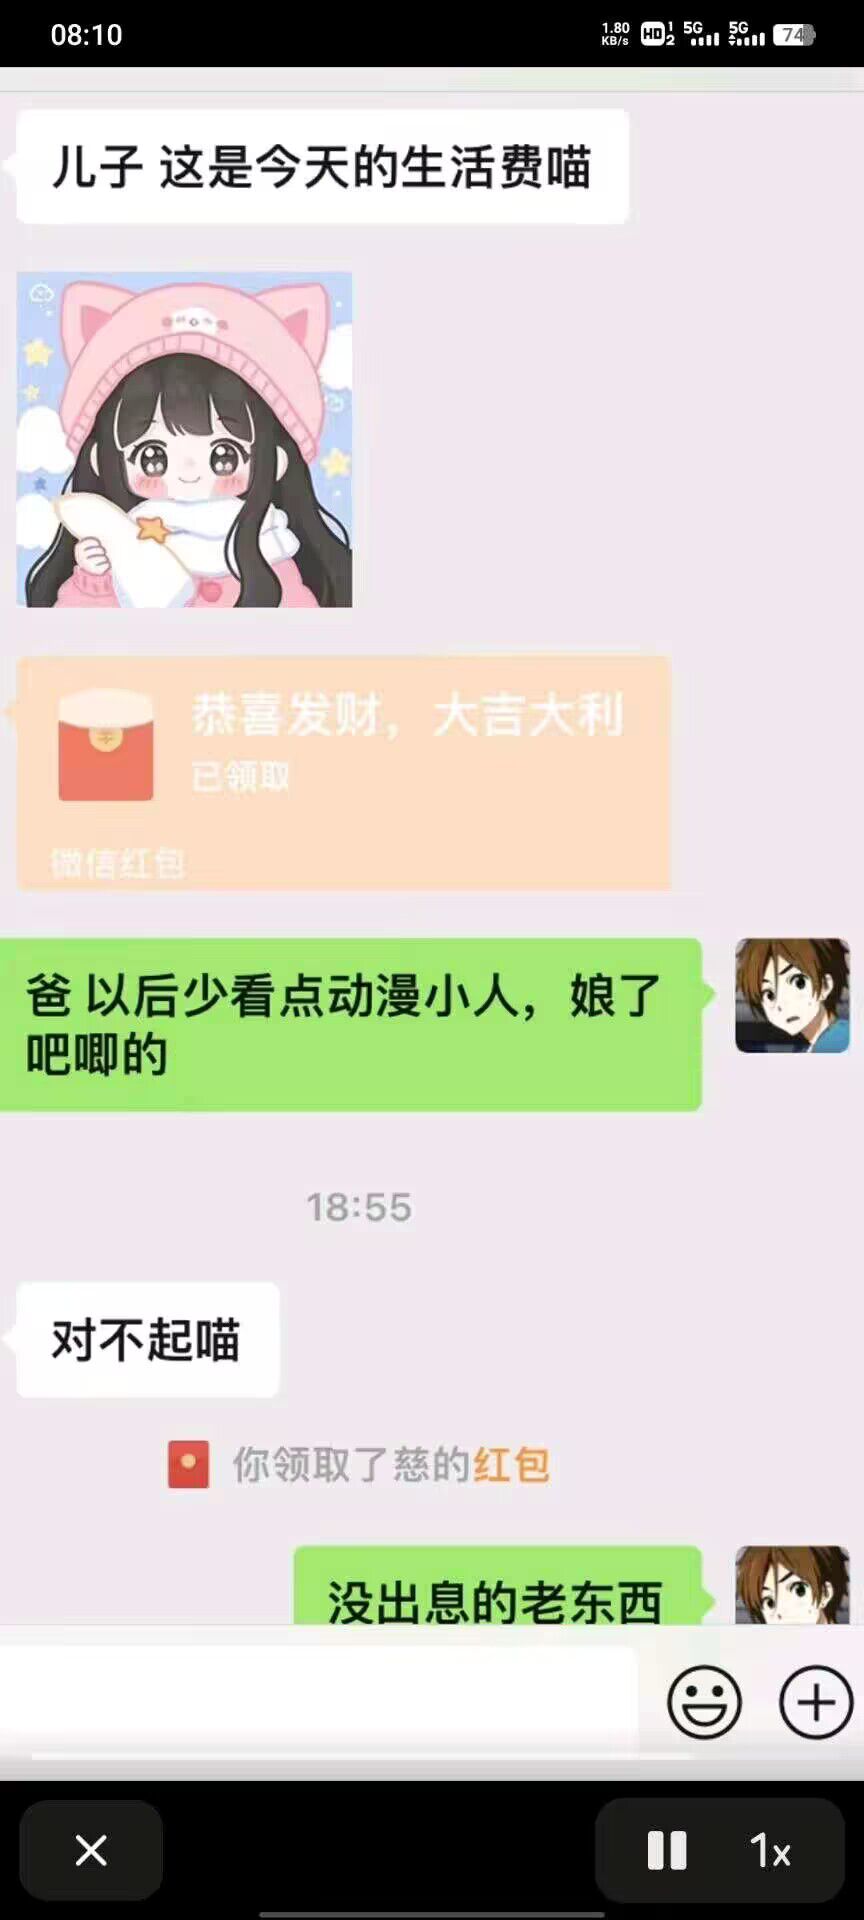 08:10
1.80
KB/s
HD 1
2
5G
5G
74
儿子 这是今天的生活费喵
恭喜发财，大吉大利
已领取
微信红包
爸 以后少看点动漫小人，娘了
吧唧的
18:55
对不起喵
你领取了慈的红包
没出息的老东西
1x